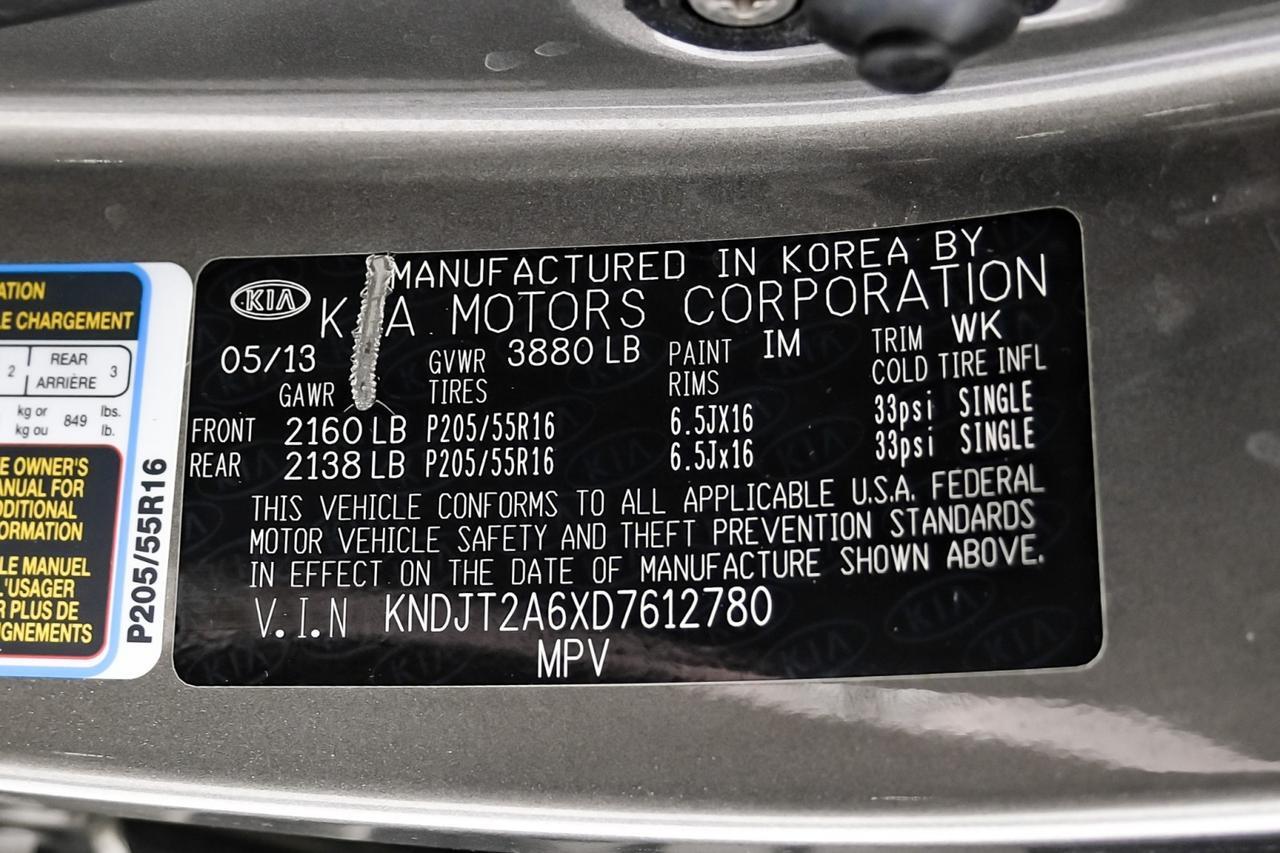 ATION
LE CHARGEMENT
2 REAR 3
ARRIÈRE
kg or 849 lbs.
kg ou lb.
E OWNER'S
ANUAL FOR
DDITIONAL
ORMATION
LE MANUEL
L'USAGER
R PLUS DE
IGNEMENTS
P205/55R16
MANUFACTURED IN KOREA BY
KIA K A MOTORS CORPORATION
05/13 GVWR 3880 LB PAINT IM TRIM WK
GAWR TIRES RIMS COLD TIRE INFL
FRONT 2160 LB P205/55R16 6.5JX16 33psi SINGLE
REAR 2138 LB P205/55R16 6.5Jx16 33psi SINGLE
THIS VEHICLE CONFORMS TO ALL APPLICABLE U.S.A. FEDERAL
MOTOR VEHICLE SAFETY AND THEFT PREVENTION STANDARDS
IN EFFECT ON THE DATE OF MANUFACTURE SHOWN ABOVE.
V.I.N KNDJT2A6XD7612780
MPV